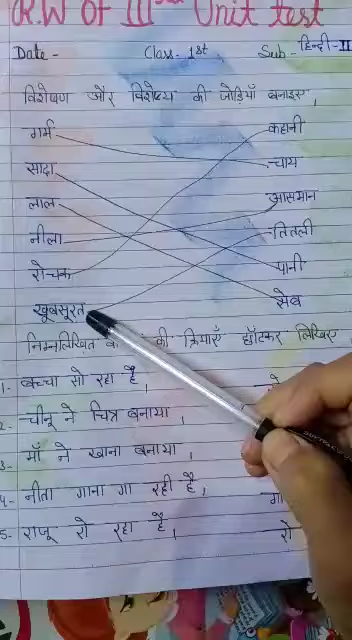 R.W of III Unit test
Date - Class - 1st Sub - हिन्दी - II
विशेषण और विशेष्य की जोड़ियाँ बनाइए,
गर्म कहानी
सादा चाय
लाल आसमान
नीला तितली
रोचक पानी
खूबसूरत सेब
निम्नलिखित की क्रियाएँ छाँटकर लिखिए
1. बच्चा सो रहा है,
2- चीनू ने चित्र बनाया,
3- माँ ने खाना बनाया,
4- नीता गाना गा रही है, गा
5. राजू रो रहा है, रो